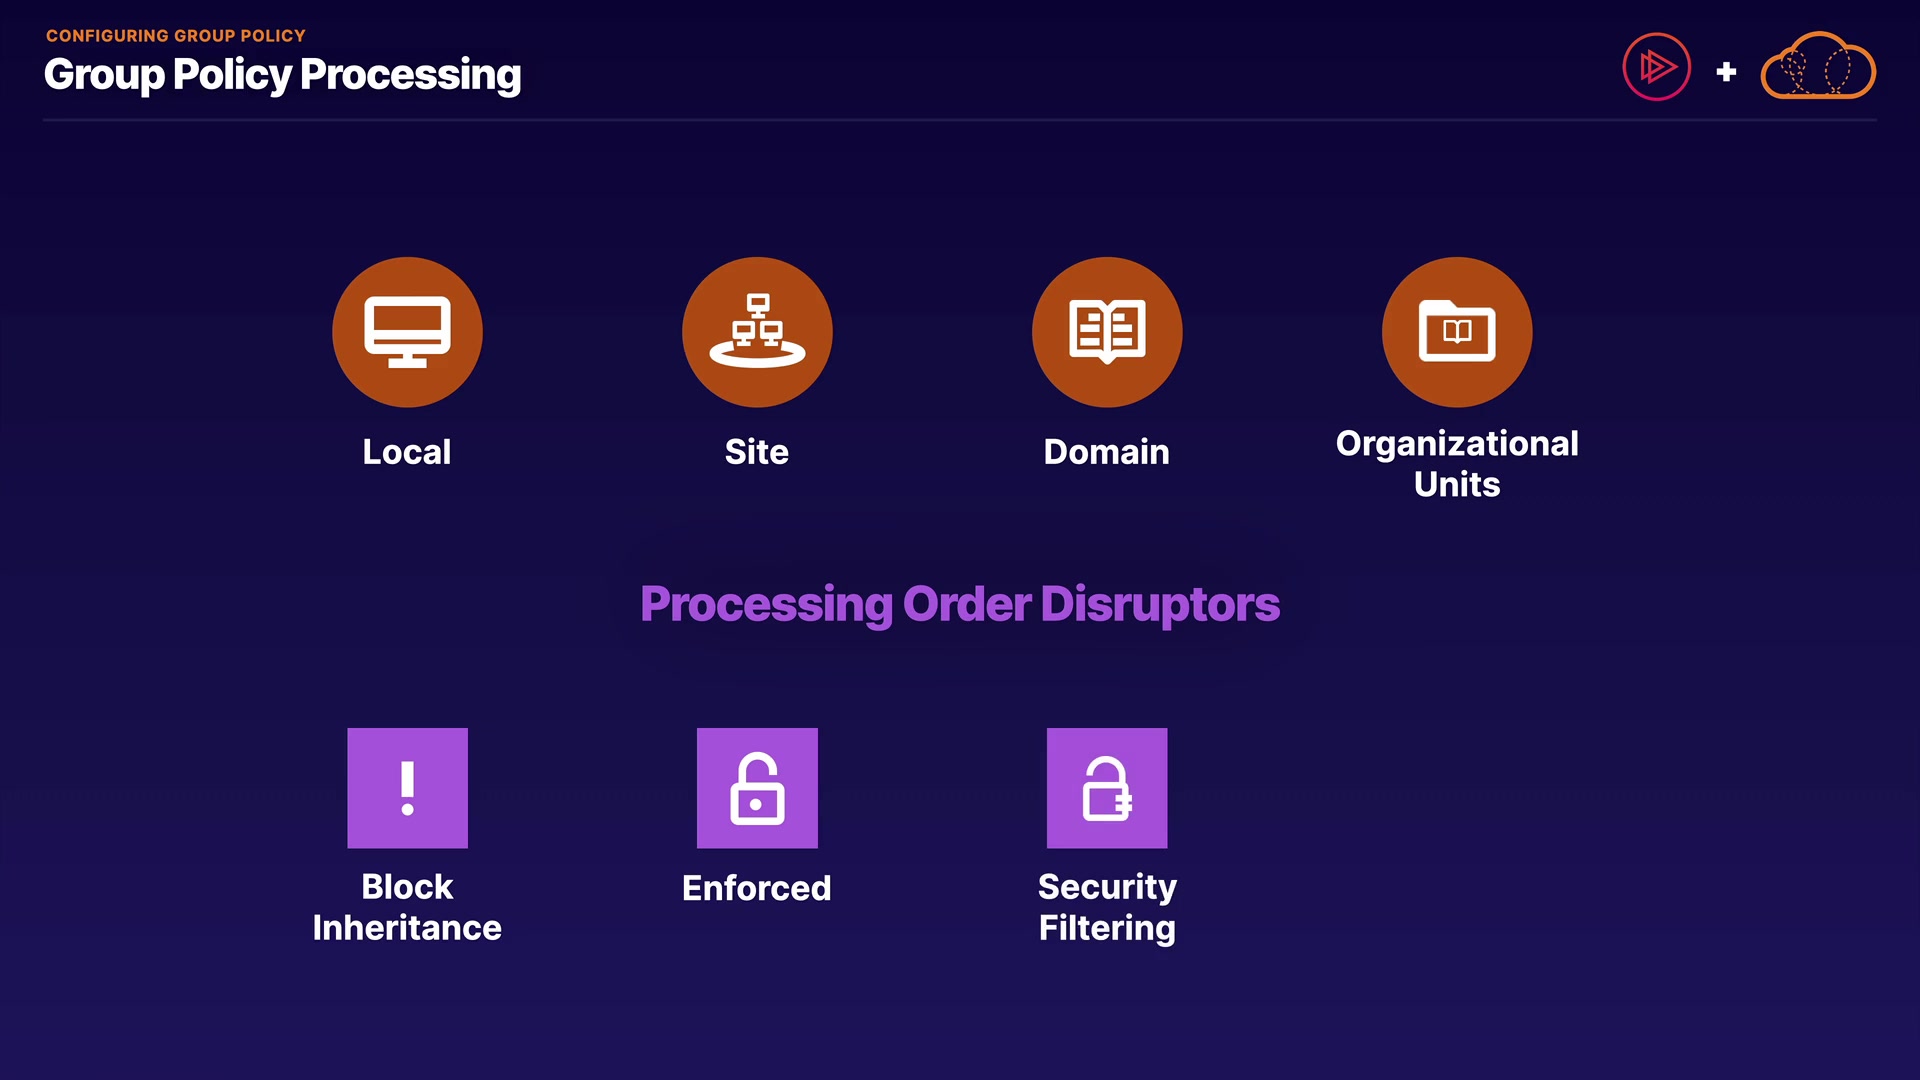 CONFIGURING GROUP POLICY
Group Policy Processing
Local
Site
Domain
Organizational
Units
Processing Order Disruptors
Block
Inheritance
Enforced
Security
Filtering